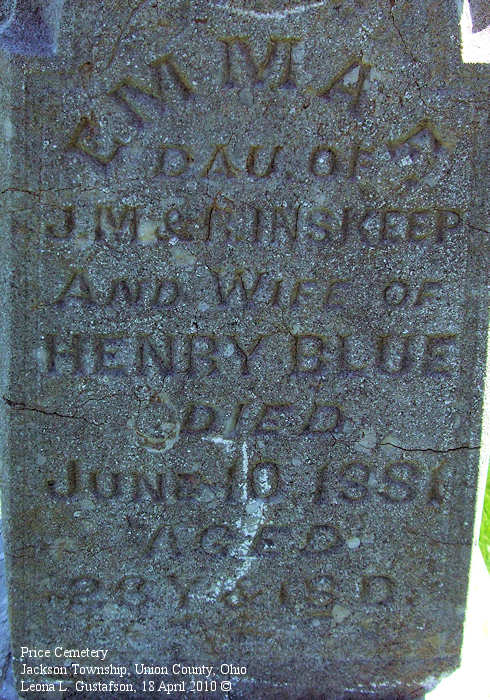 EMMA E.
DAU. OF
J.M. & R. INSKEEP
AND WIFE OF
HENRY BLUE
DIED
JUNE 10 1881
AGED
Price Cemetery
Jackson Township, Union County, Ohio
Leona L. Gustafson, 18 April 2010 ©